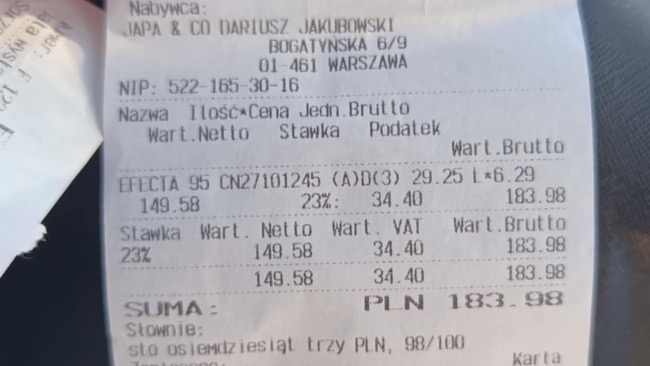 Nabywca:
JAPA & CO DARIUSZ JAKUBOWSKI
BOGATYŃSKA 6/9
01-461 WARSZAWA
NIP: 522-165-30-16
Nazwa Ilość*Cena Jedn.Brutto
Wart.Netto Stawka Podatek
Wart.Brutto
EFECTA 95 CN27101245 (A)D(3) 29.25 L*6.29
149.58 23%: 34.40 183.98
Stawka Wart. Netto Wart. VAT Wart.Brutto
23% 149.58 34.40 183.98
149.58 34.40 183.98
SUMA: PLN 183.98
Słownie:
sto osiemdziesiąt trzy PLN, 98/100
Karta